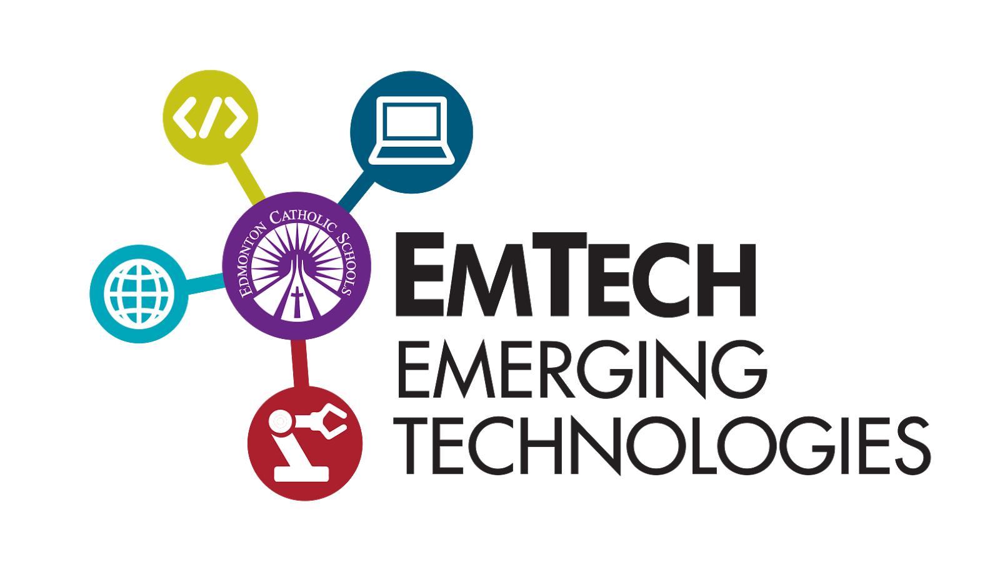 </>
EDMONTON CATHOLIC SCHOOLS
EMTECH
EMERGING
TECHNOLOGIES